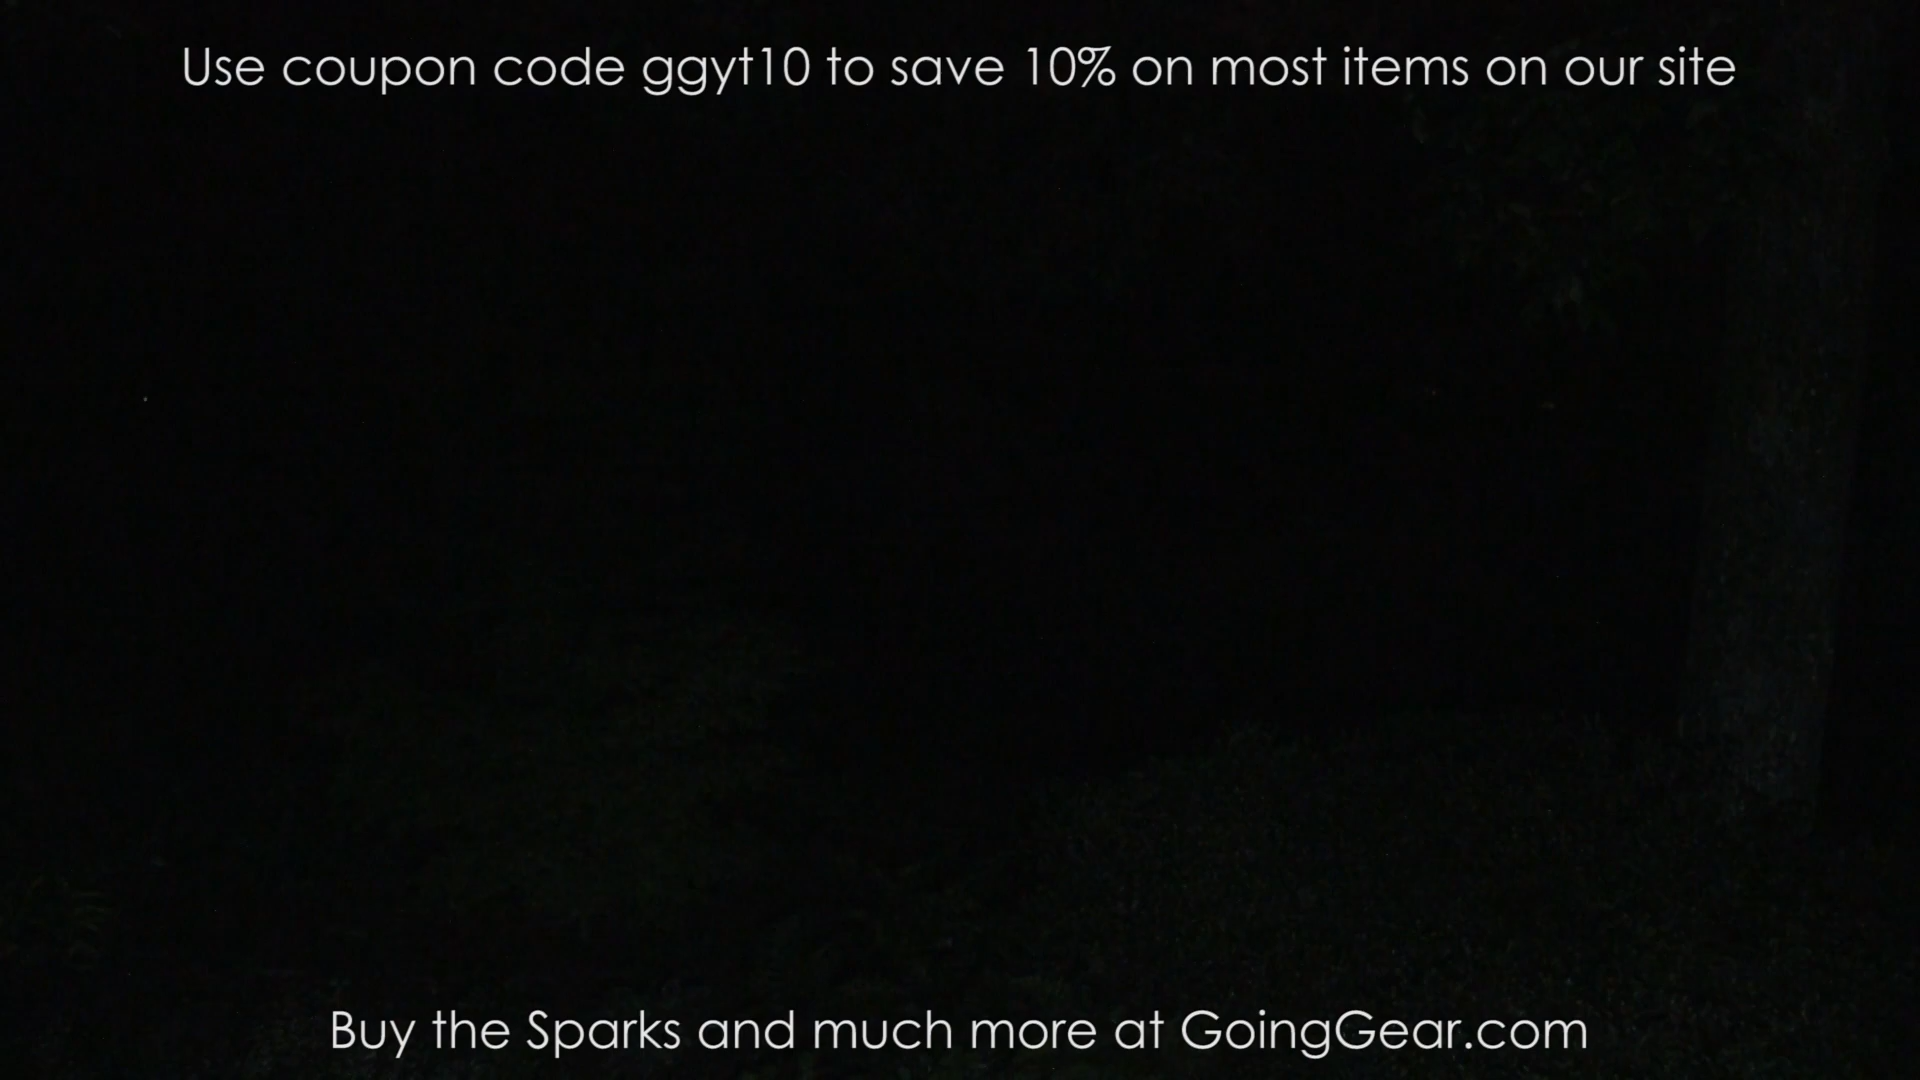 Use coupon code ggyt10 to save 10% on most items on our site
Buy the Sparks and much more at GoingGear.com